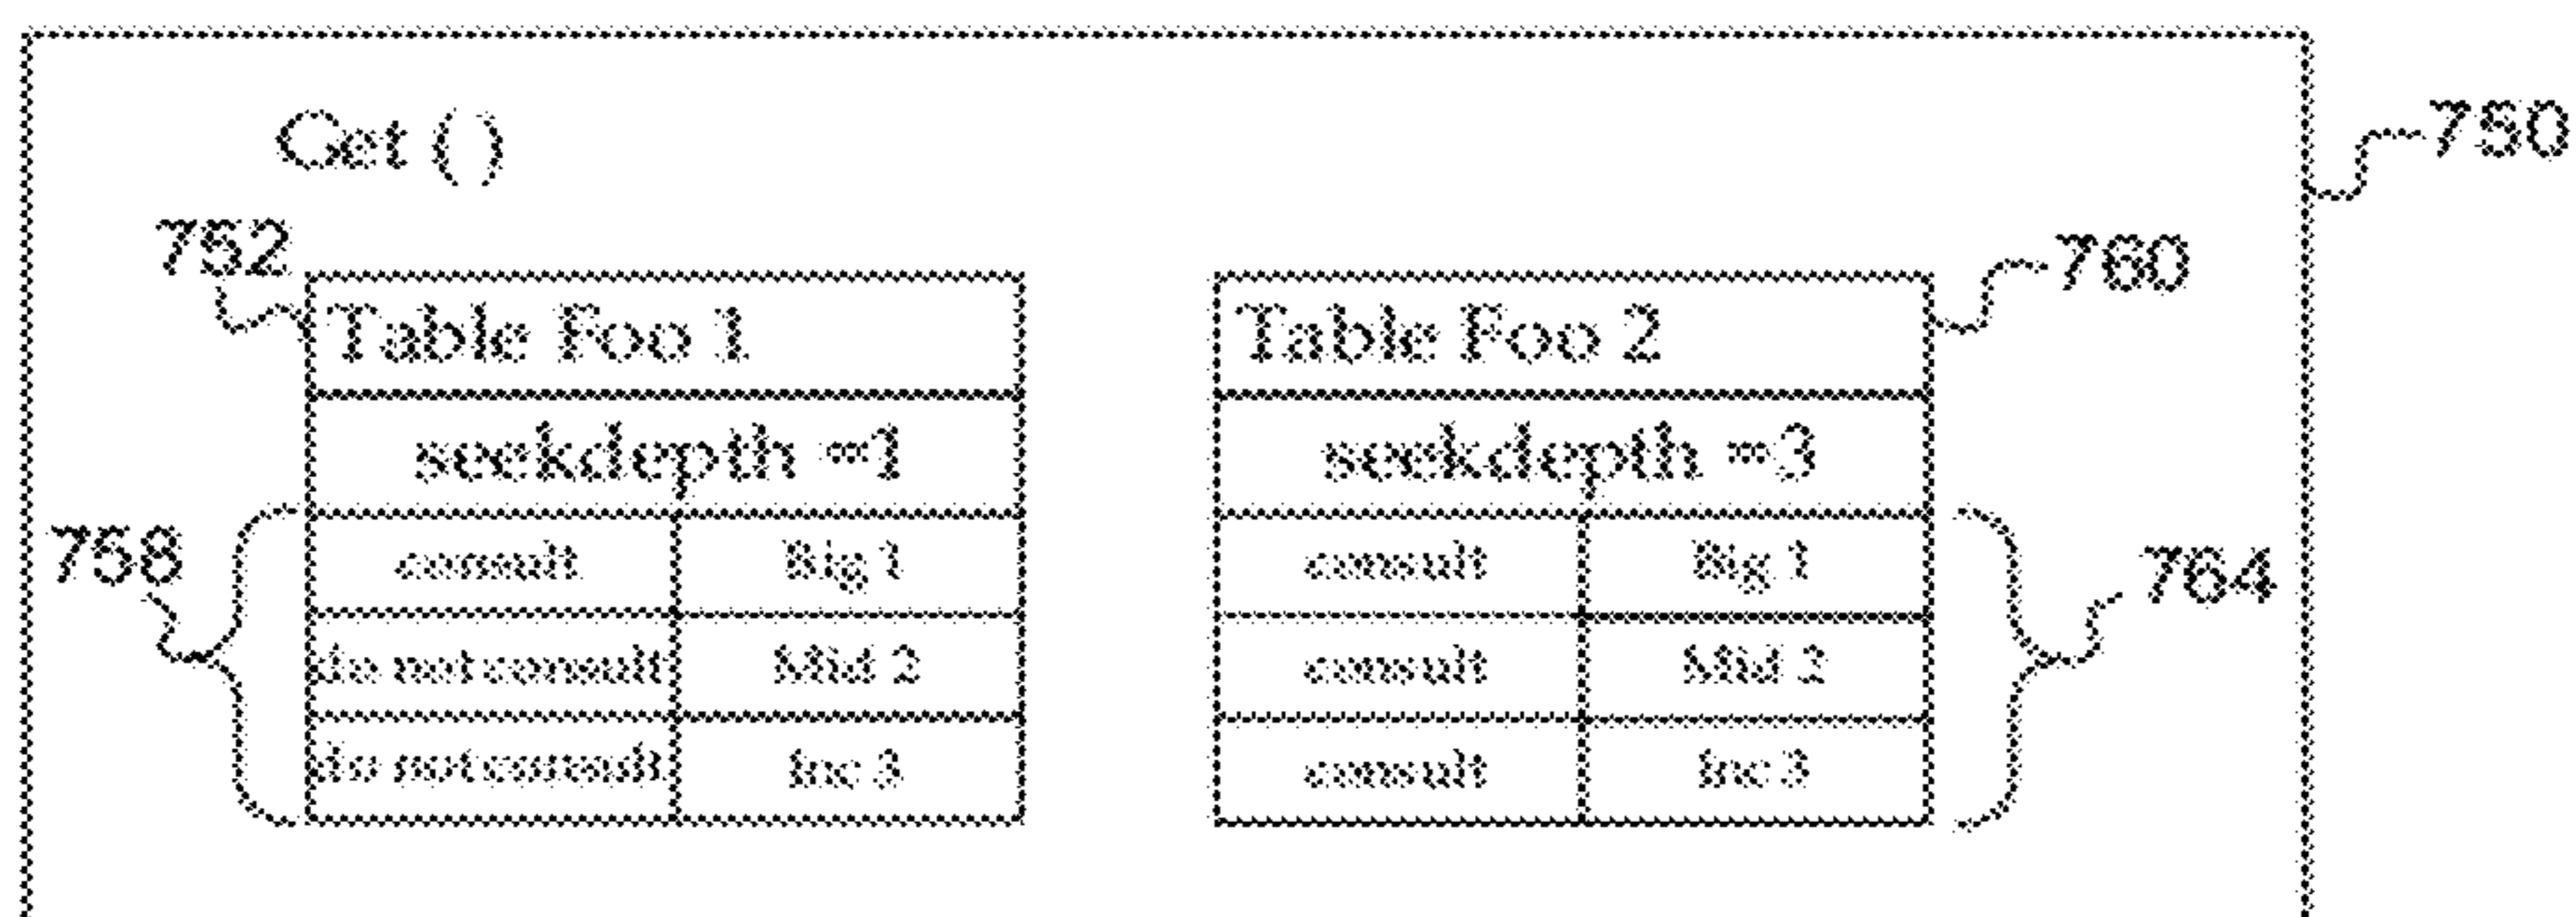 Get ( )
750
752
760
Table Foo 1
Table Foo 2
seekdepth =1
seekdepth =3
758
consult Big 1
consult Big 1
764
do not consult Mid 2
consult Mid 2
do not consult Inc 3
consult Inc 3